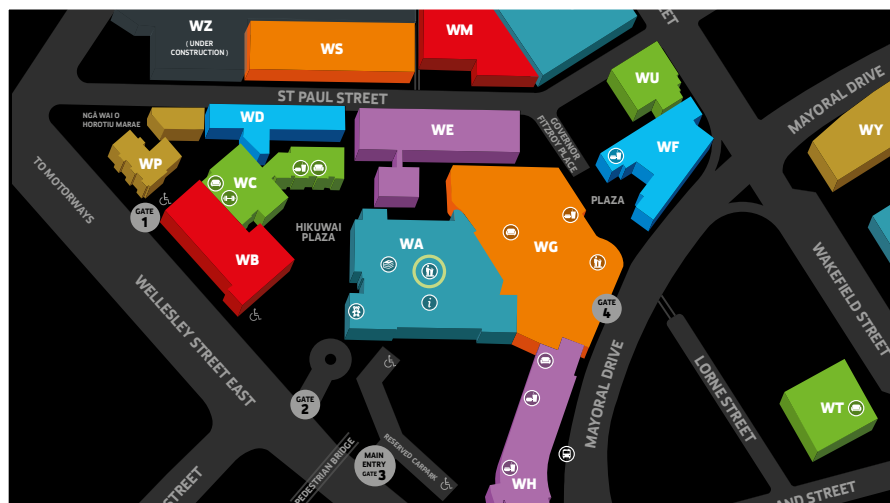 WZ
( UNDER
CONSTRUCTION )
WS
WM
STREET
WU
MAYORAL DRIVE
ST PAUL STREET
NGĀ WAI O
HOROTIU MARAE
WD
WE
GOVERNOR
FITZROY PLACE
WF
WY
WP
WC
TO MOTORWAYS
PLAZA
GATE
1
HIKUWAI
PLAZA
WA
WG
WB
i
GATE
4
WAKEFIELD STREET
WELLESLEY STREET EAST
MAYORAL DRIVE
LORNE STREET
GATE
2
WT
PEDESTRIAN BRIDGE
RESERVED CARPARK
MAIN
ENTRY
GATE 3
STREET
WH
AND STREET